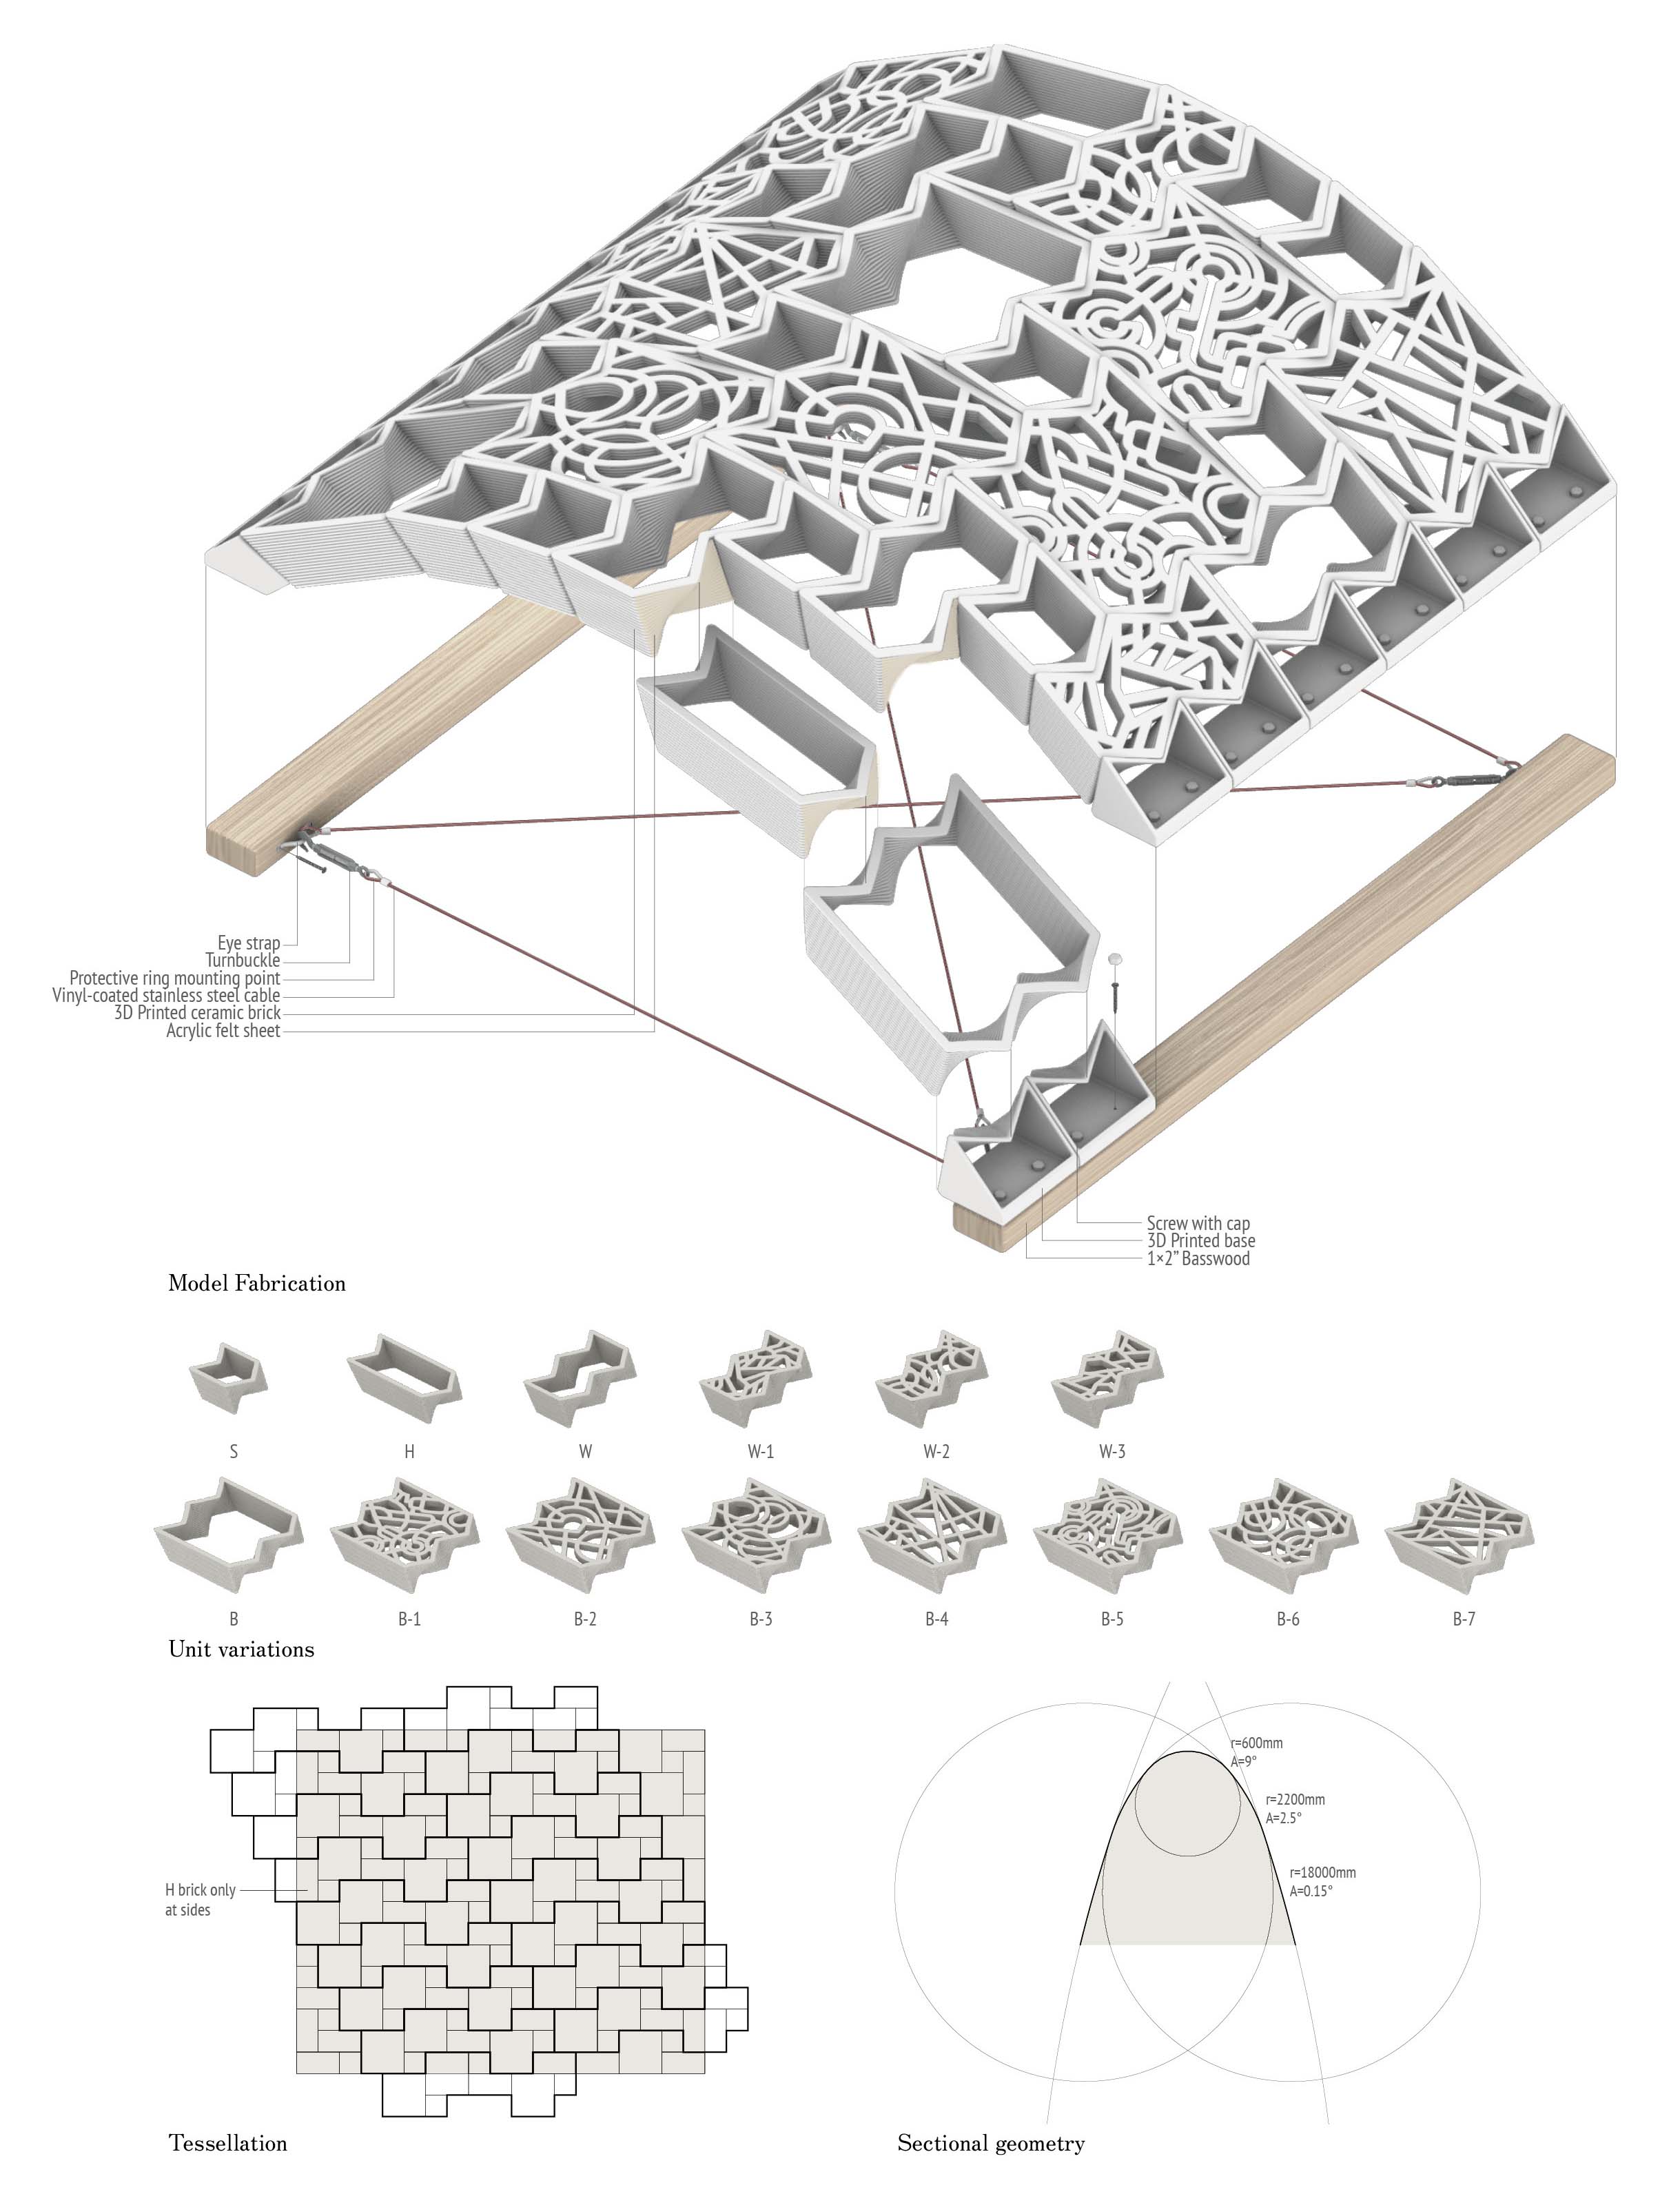 Eye strap
Turnbuckle
Protective ring mounting point
Vinyl-coated stainless steel cable
3D Printed ceramic brick
Acrylic felt sheet
Screw with cap
3D Printed base
1×2” Basswood
Model Fabrication
S H W W-1 W-2 W-3
B B-1 B-2 B-3 B-4 B-5 B-6 B-7
Unit variations
H brick only
at sides
Tessellation
r=600mm
A=9°
r=2200mm
A=2.5°
r=18000mm
A=0.15°
Sectional geometry